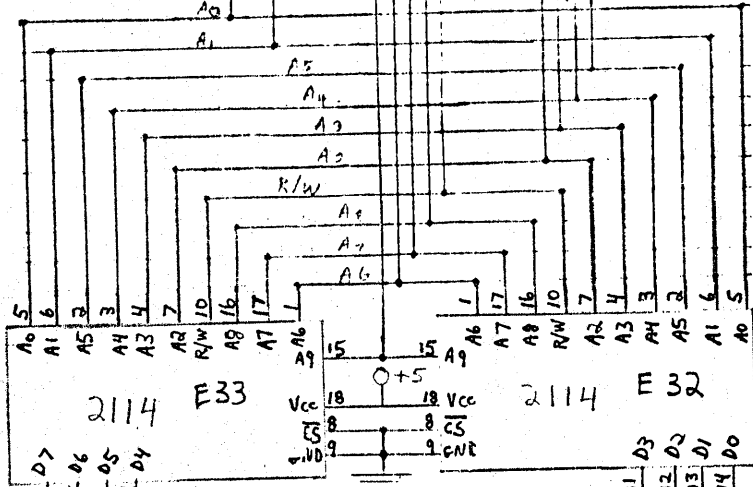 A0
A1
A5
A4
A3
A2
R/W
A8
A7
A6
5 6 2 3 4 7 10 16 17 1
A0 A1 A5 A4 A3 A2 R/W A8 A7 A6
1 17 16 10 7 4 3 2 6 5
A6 A7 A8 R/W A2 A3 A4 A5 A1 A0
A9 15 15 A9
+5
2114 E33
2114 E32
Vcc 18 18 Vcc
CS 8 8 CS
9 9 GND
D7 D6 D5 D4
D3 D2 D1 D0
13 14